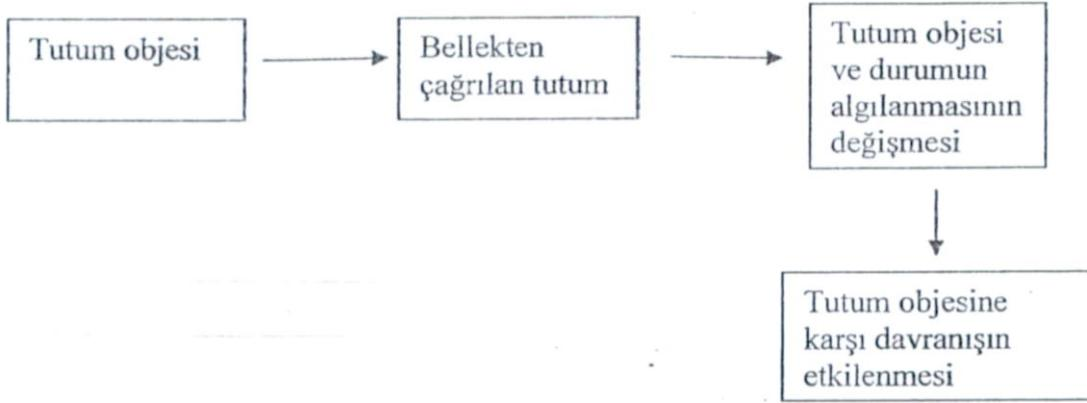 Tutum objesi
Bellekten
çağrılan tutum
Tutum objesi
ve durumun
algılanmasının
değişmesi
Tutum objesine
karşı davranışın
etkilenmesi